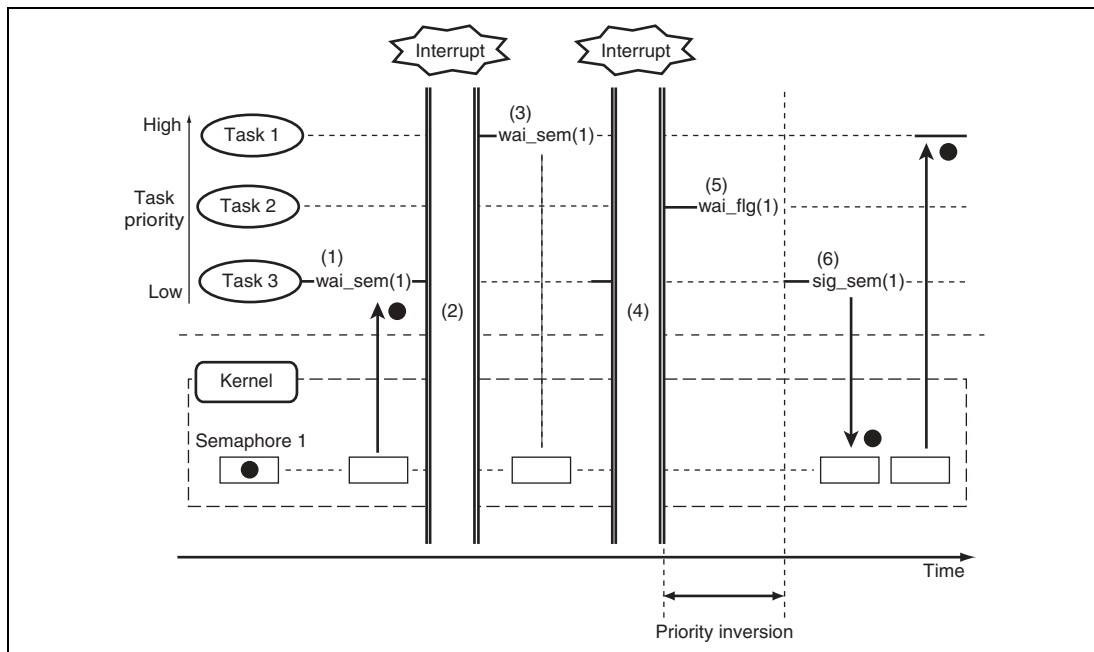 Interrupt
Interrupt
High
Task 1
(3)
wai_sem(1)
Task
priority
Task 2
(5)
wai_flg(1)
Low
Task 3
(1)
wai_sem(1)
(6)
sig_sem(1)
(2)
(4)
Kernel
Semaphore 1
Time
Priority inversion